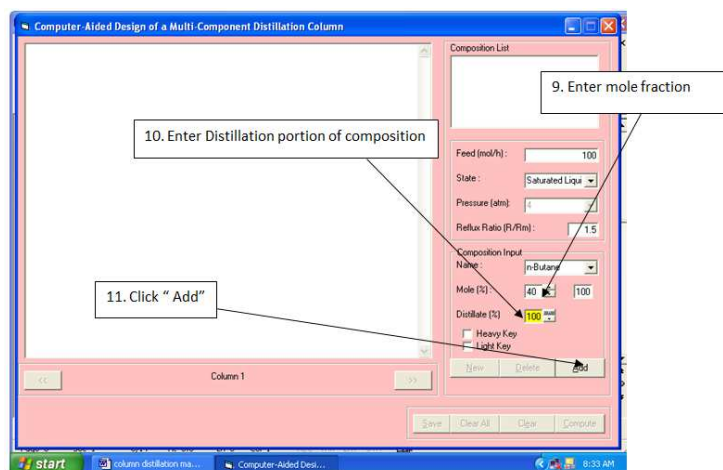 Computer-Aided Design of a Multi-Component Distillation Column
Composition List
9. Enter mole fraction
10. Enter Distillation portion of composition
Feed (mol/h) : 100
State : Saturated Liqui
Pressure (atm): 4
Reflux Ratio (R/Rm) : 1.5
Composition Input
Name : n-Butane
Mole (%) : 40 100
11. Click “ Add”
Distillate (%) 100
Heavy Key
Light Key
New Delete Add
<< Column 1 >>
Save Clear All Clear Compute
start column distillation ma... Computer-Aided Desi... 8:33 AM